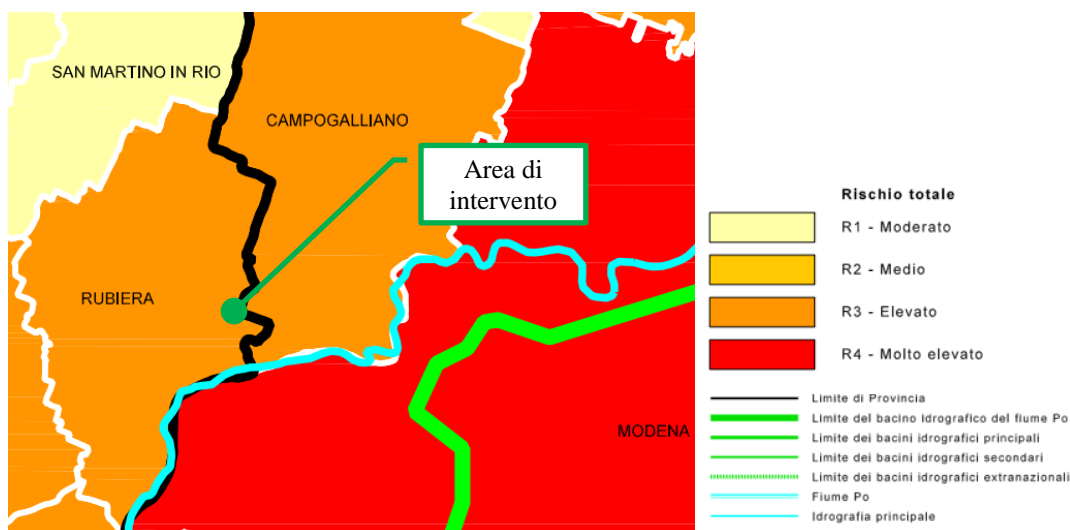 SAN MARTINO IN RIO
CAMPOGALLIANO
Area di
intervento
RUBIERA
MODENA
Rischio totale
R1 - Moderato
R2 - Medio
R3 - Elevato
R4 - Molto elevato
Limite di Provincia
Limite del bacino idrografico del fiume Po
Limite dei bacini idrografici principali
Limite dei bacini idrografici secondari
Limite dei bacini idrografici extranazionali
Fiume Po
Idrografia principale